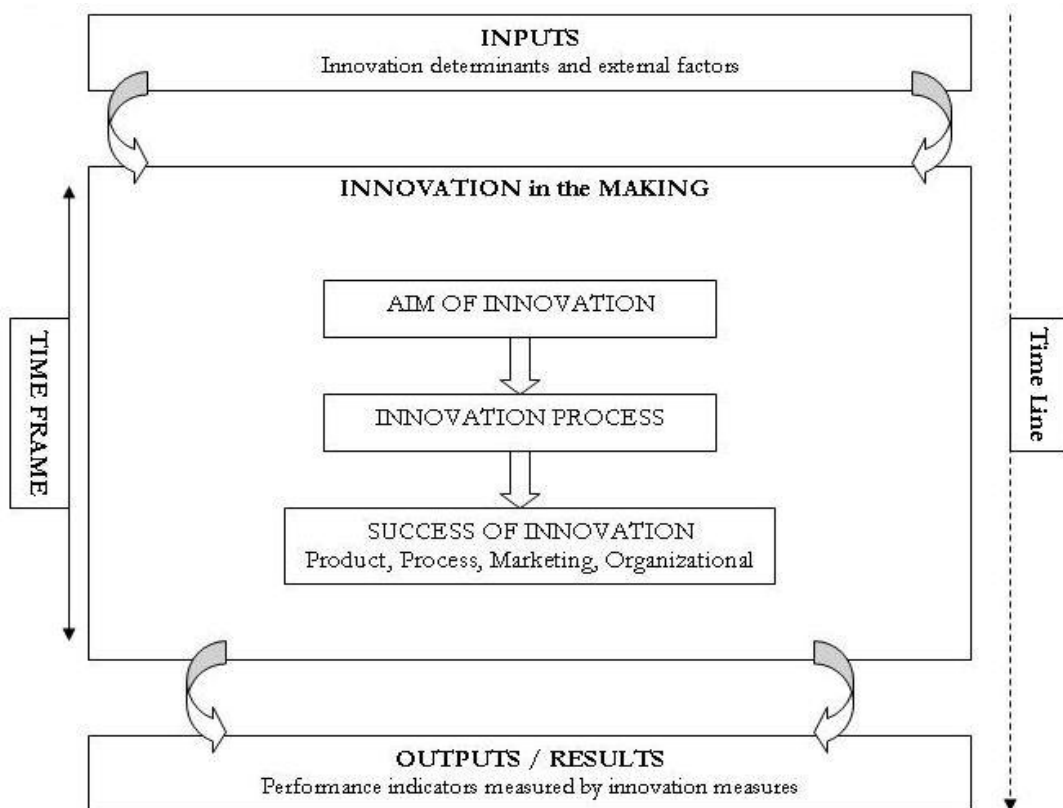 INPUTS
Innovation determinants and external factors
INNOVATION in the MAKING
AIM OF INNOVATION
TIME FRAME
Time Line
INNOVATION PROCESS
SUCCESS OF INNOVATION
Product, Process, Marketing, Organizational
OUTPUTS / RESULTS
Performance indicators measured by innovation measures